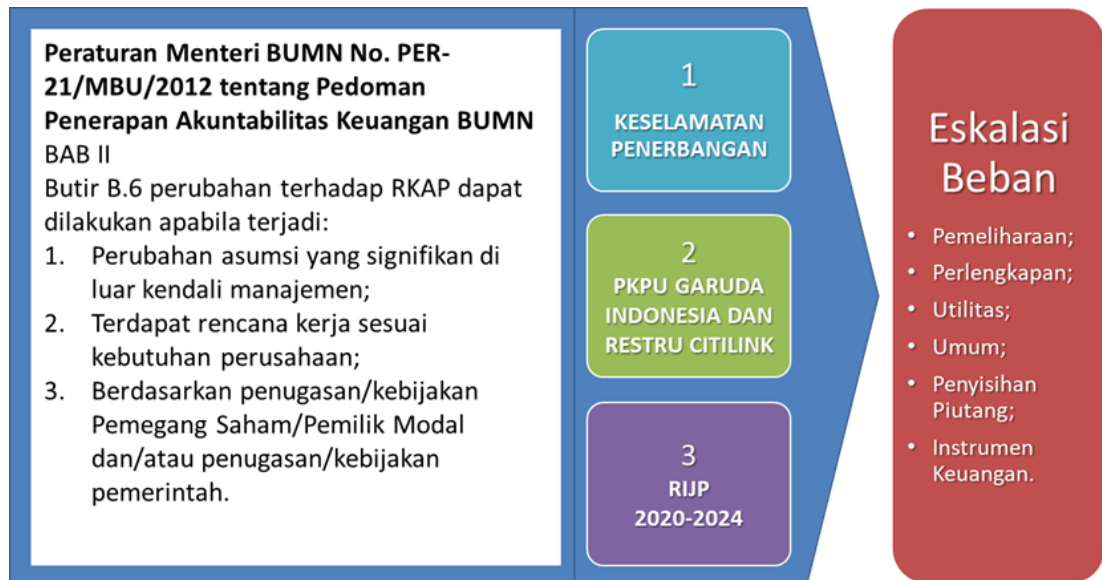 Peraturan Menteri BUMN No. PER-
21/MBU/2012 tentang Pedoman
Penerapan Akuntabilitas Keuangan BUMN
BAB II
Butir B.6 perubahan terhadap RKAP dapat
dilakukan apabila terjadi:
1. Perubahan asumsi yang signifikan di
luar kendali manajemen;
2. Terdapat rencana kerja sesuai
kebutuhan perusahaan;
3. Berdasarkan penugasan/kebijakan
Pemegang Saham/Pemilik Modal
dan/atau penugasan/kebijakan
pemerintah.
1
KESELAMATAN
PENERBANGAN
2
PKPU GARUDA
INDONESIA DAN
RESTRU CITILINK
3
RIJP
2020-2024
Eskalasi
Beban
• Pemeliharaan;
• Perlengkapan;
• Utilitas;
• Umum;
• Penyisihan
Piutang;
• Instrumen
Keuangan.